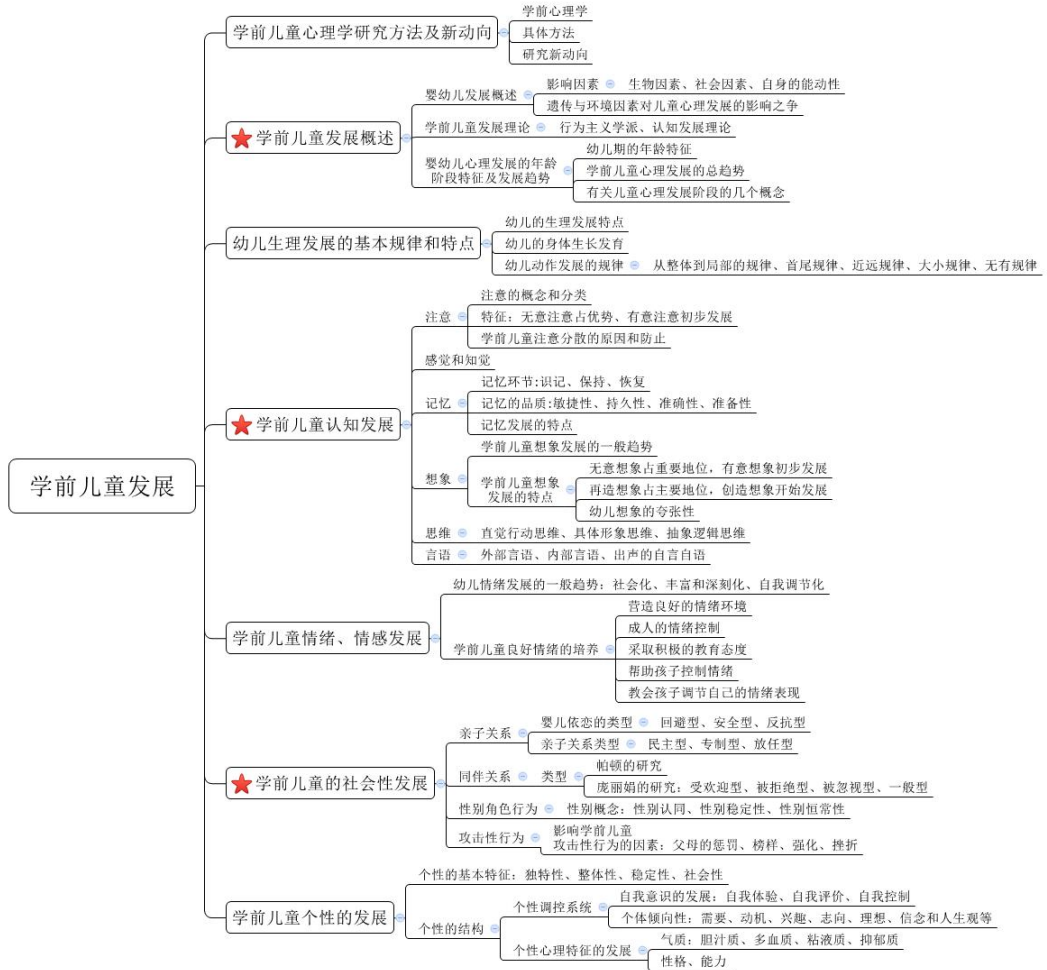 学前儿童发展
学前儿童心理学研究方法及新动向
学前心理学
具体方法
研究新动向
学前儿童发展概述
婴幼儿发展概述
影响因素
生物因素、社会因素、自身的能动性
遗传与环境因素对儿童心理发展的影响之争
学前儿童发展理论
行为主义学派、认知发展理论
婴幼儿心理发展的年龄
阶段特征及发展趋势
幼儿期的年龄特征
学前儿童心理发展的总趋势
有关儿童心理发展阶段的几个概念
幼儿生理发展的基本规律和特点
幼儿的生理发展特点
幼儿的身体生长发育
幼儿动作发展的规律
从整体到局部的规律、首尾规律、近远规律、大小规律、无有规律
学前儿童认知发展
注意
注意的概念和分类
特征：无意注意占优势、有意注意初步发展
学前儿童注意分散的原因和防止
感觉和知觉
记忆
记忆环节:识记、保持、恢复
记忆的品质:敏捷性、持久性、准确性、准备性
记忆发展的特点
想象
学前儿童想象发展的一般趋势
学前儿童想象
发展的特点
无意想象占重要地位，有意想象初步发展
再造想象占主要地位，创造想象开始发展
幼儿想象的夸张性
思维
直觉行动思维、具体形象思维、抽象逻辑思维
言语
外部言语、内部言语、出声的自言自语
学前儿童情绪、情感发展
幼儿情绪发展的一般趋势：社会化、丰富和深刻化、自我调节化
学前儿童良好情绪的培养
营造良好的情绪环境
成人的情绪控制
采取积极的教育态度
帮助孩子控制情绪
教会孩子调节自己的情绪表现
学前儿童的社会性发展
亲子关系
婴儿依恋的类型
回避型、安全型、反抗型
亲子关系类型
民主型、专制型、放任型
同伴关系
类型
帕顿的研究
庞丽娟的研究：受欢迎型、被拒绝型、被忽视型、一般型
性别角色行为
性别概念：性别认同、性别稳定性、性别恒常性
攻击性行为
影响学前儿童
攻击性行为的因素：父母的惩罚、榜样、强化、挫折
学前儿童个性的发展
个性的基本特征：独特性、整体性、稳定性、社会性
个性的结构
个性调控系统
自我意识的发展：自我体验、自我评价、自我控制
个体倾向性：需要、动机、兴趣、志向、理想、信念和人生观等
个性心理特征的发展
气质：胆汁质、多血质、粘液质、抑郁质
性格、能力